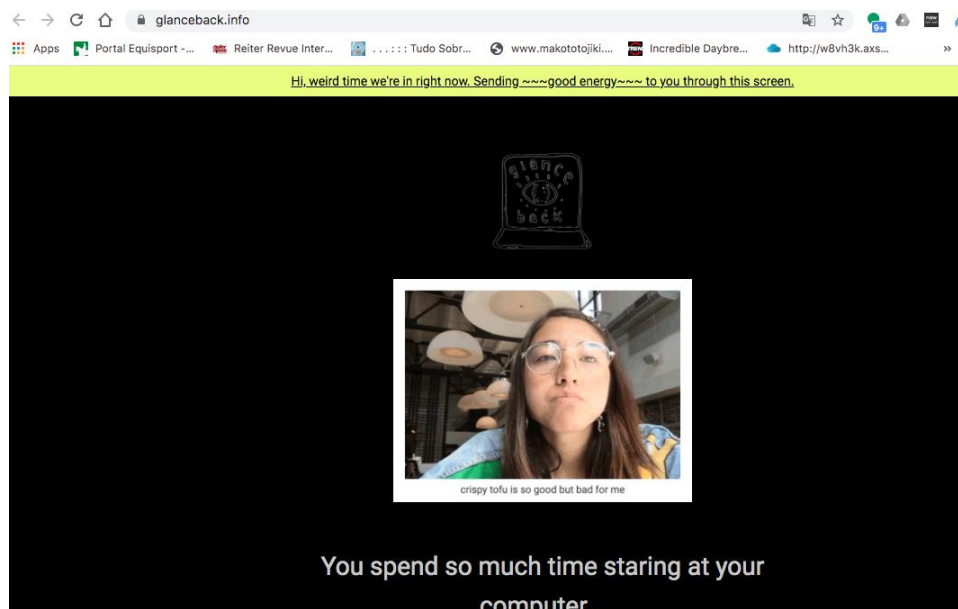 glanceback.info
Apps Portal Equisport -... Reiter Revue Inter... ...::: Tudo Sobr... www.makototojiki.... Incredible Daybre... http://w8vh3k.axs... »
Hi, weird time we're in right now. Sending ~~~good energy~~~ to you through this screen.
glance
back
crispy tofu is so good but bad for me
You spend so much time staring at your
computer